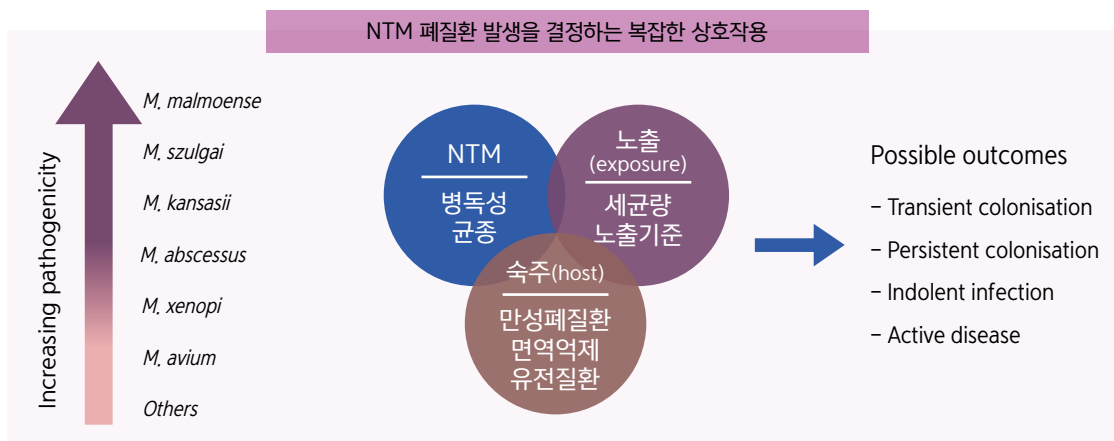 NTM 폐질환 발생을 결정하는 복잡한 상호작용
Increasing pathogenicity
M. malmoense
M. szulgai
M. kansasii
M. abscessus
M. xenopi
M. avium
Others
NTM
병독성
균종
노출
(exposure)
세균량
노출기준
숙주(host)
만성폐질환
면역억제
유전질환
Possible outcomes
– Transient colonisation
– Persistent colonisation
– Indolent infection
– Active disease